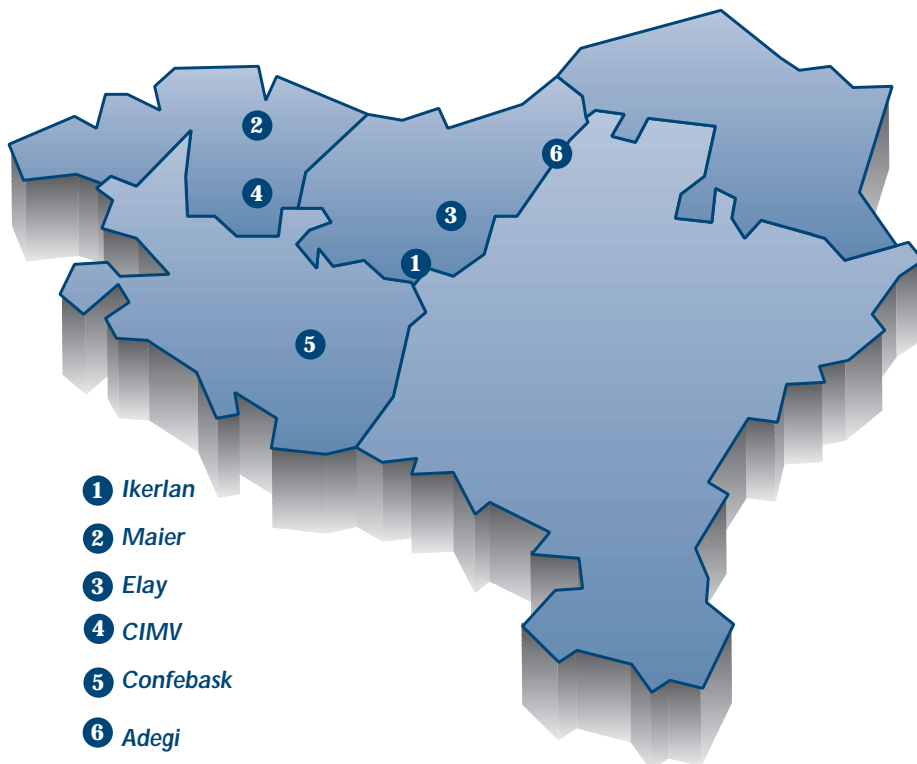 2
6
4
3
1
5
1 Ikerlan
2 Maier
3 Elay
4 CIMV
5 Confebask
6 Adegi